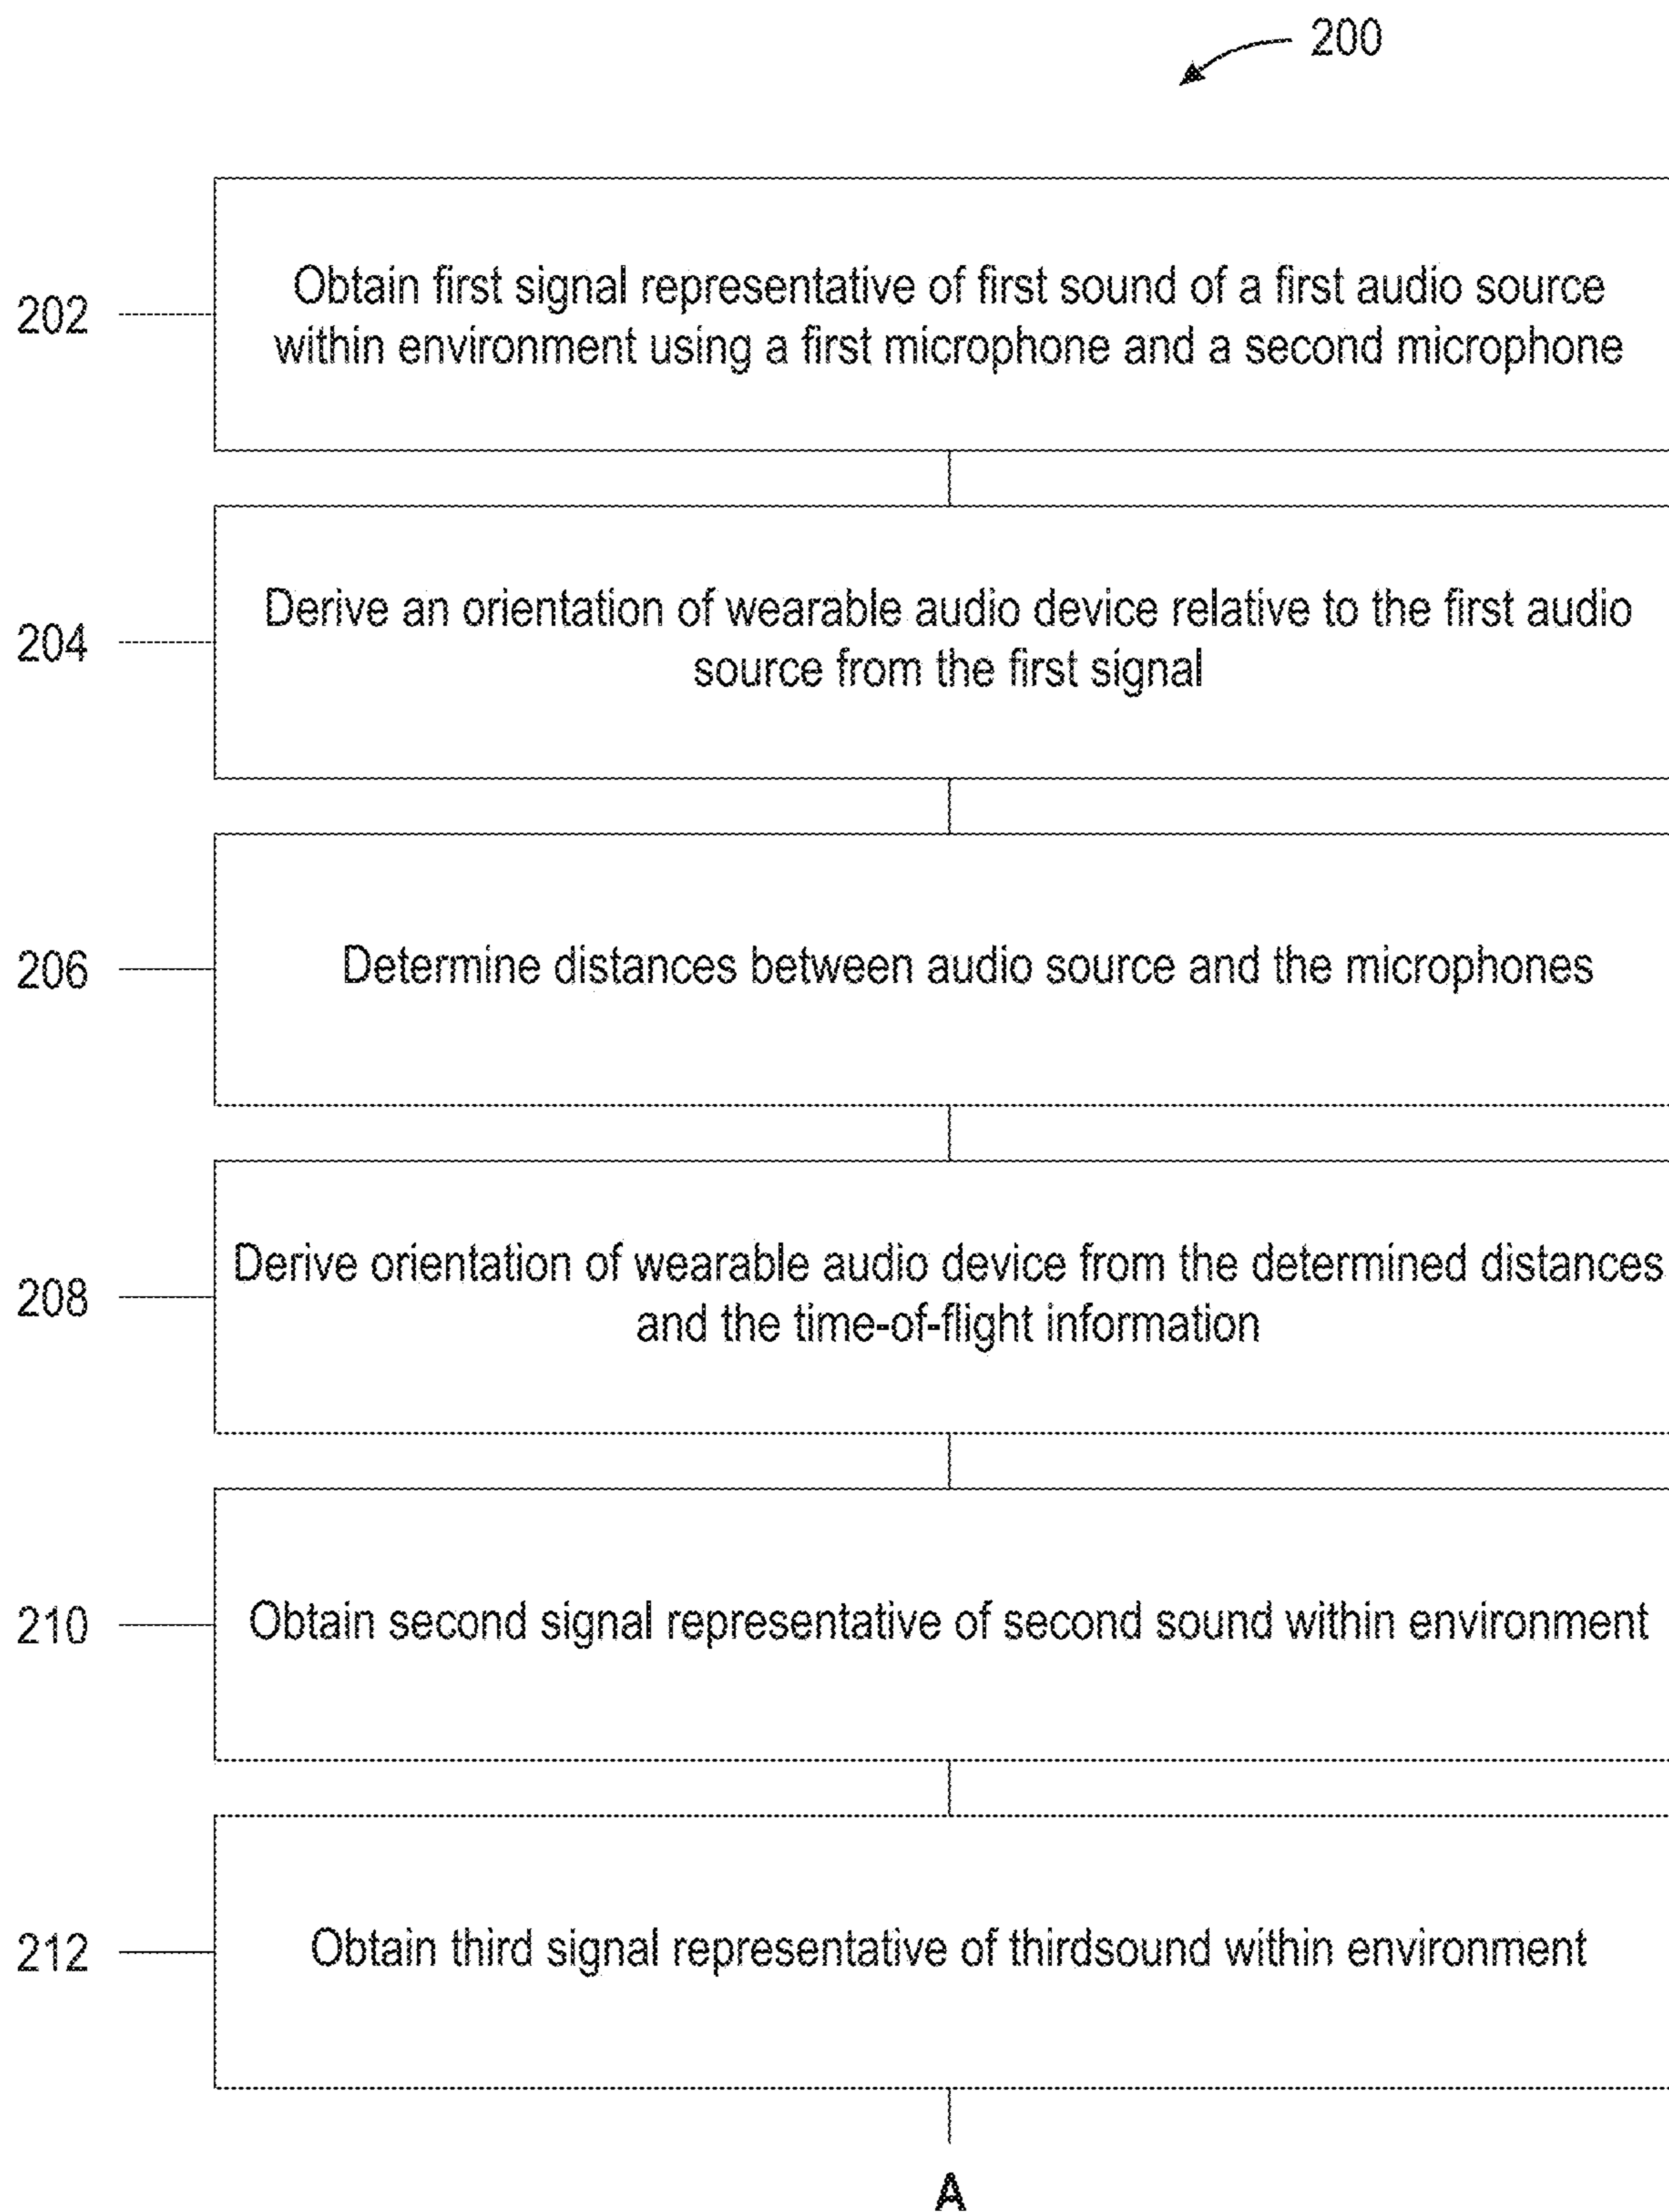 200
202
Obtain first signal representative of first sound of a first audio source
within environment using a first microphone and a second microphone
204
Derive an orientation of wearable audio device relative to the first audio
source from the first signal
206
Determine distances between audio source and the microphones
208
Derive orientation of wearable audio device from the determined distances
and the time-of-flight information
210
Obtain second signal representative of second sound within environment
212
Obtain third signal representative of thirdsound within environment
A